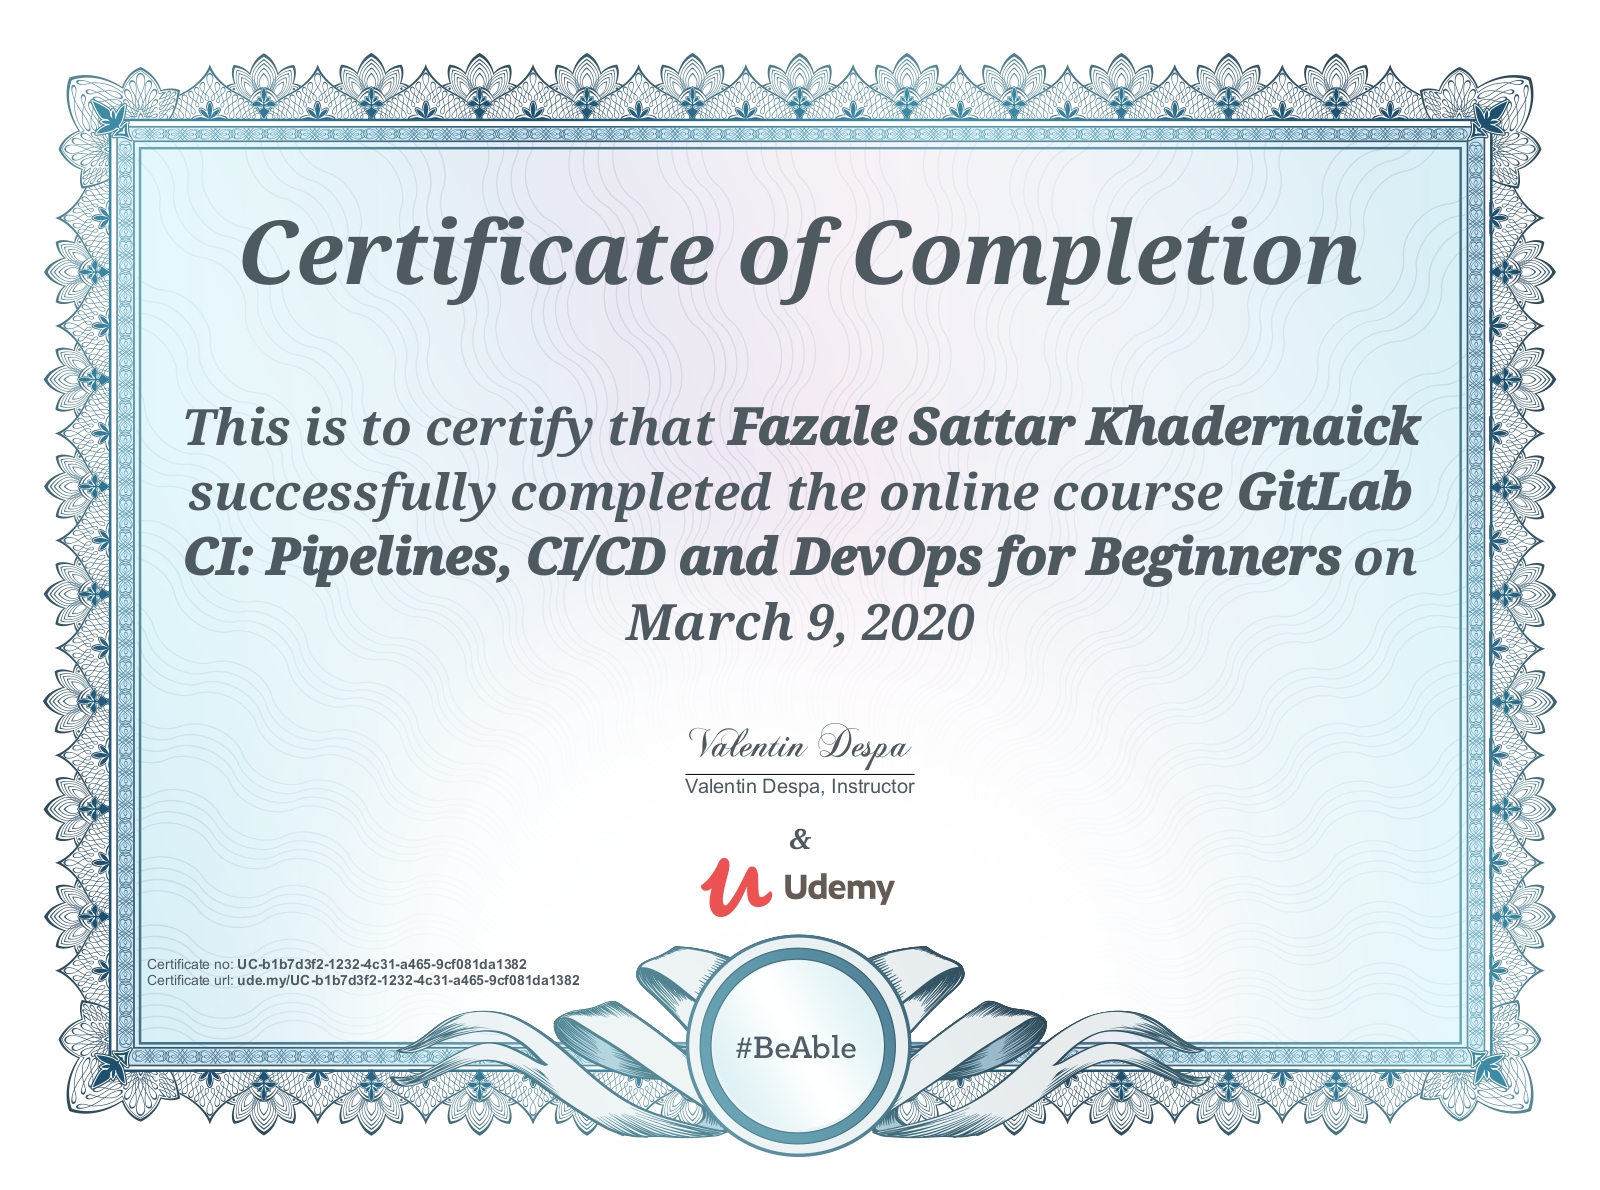 Certificate of Completion
This is to certify that Fazale Sattar Khadernaick
successfully completed the online course GitLab
CI: Pipelines, CI/CD and DevOps for Beginners on
March 9, 2020
Valentin Despa
Valentin Despa, Instructor
&
Udemy
Certificate no: UC-b1b7d3f2-1232-4c31-a465-9cf081da1382
Certificate url: ude.my/UC-b1b7d3f2-1232-4c31-a465-9cf081da1382
#BeAble